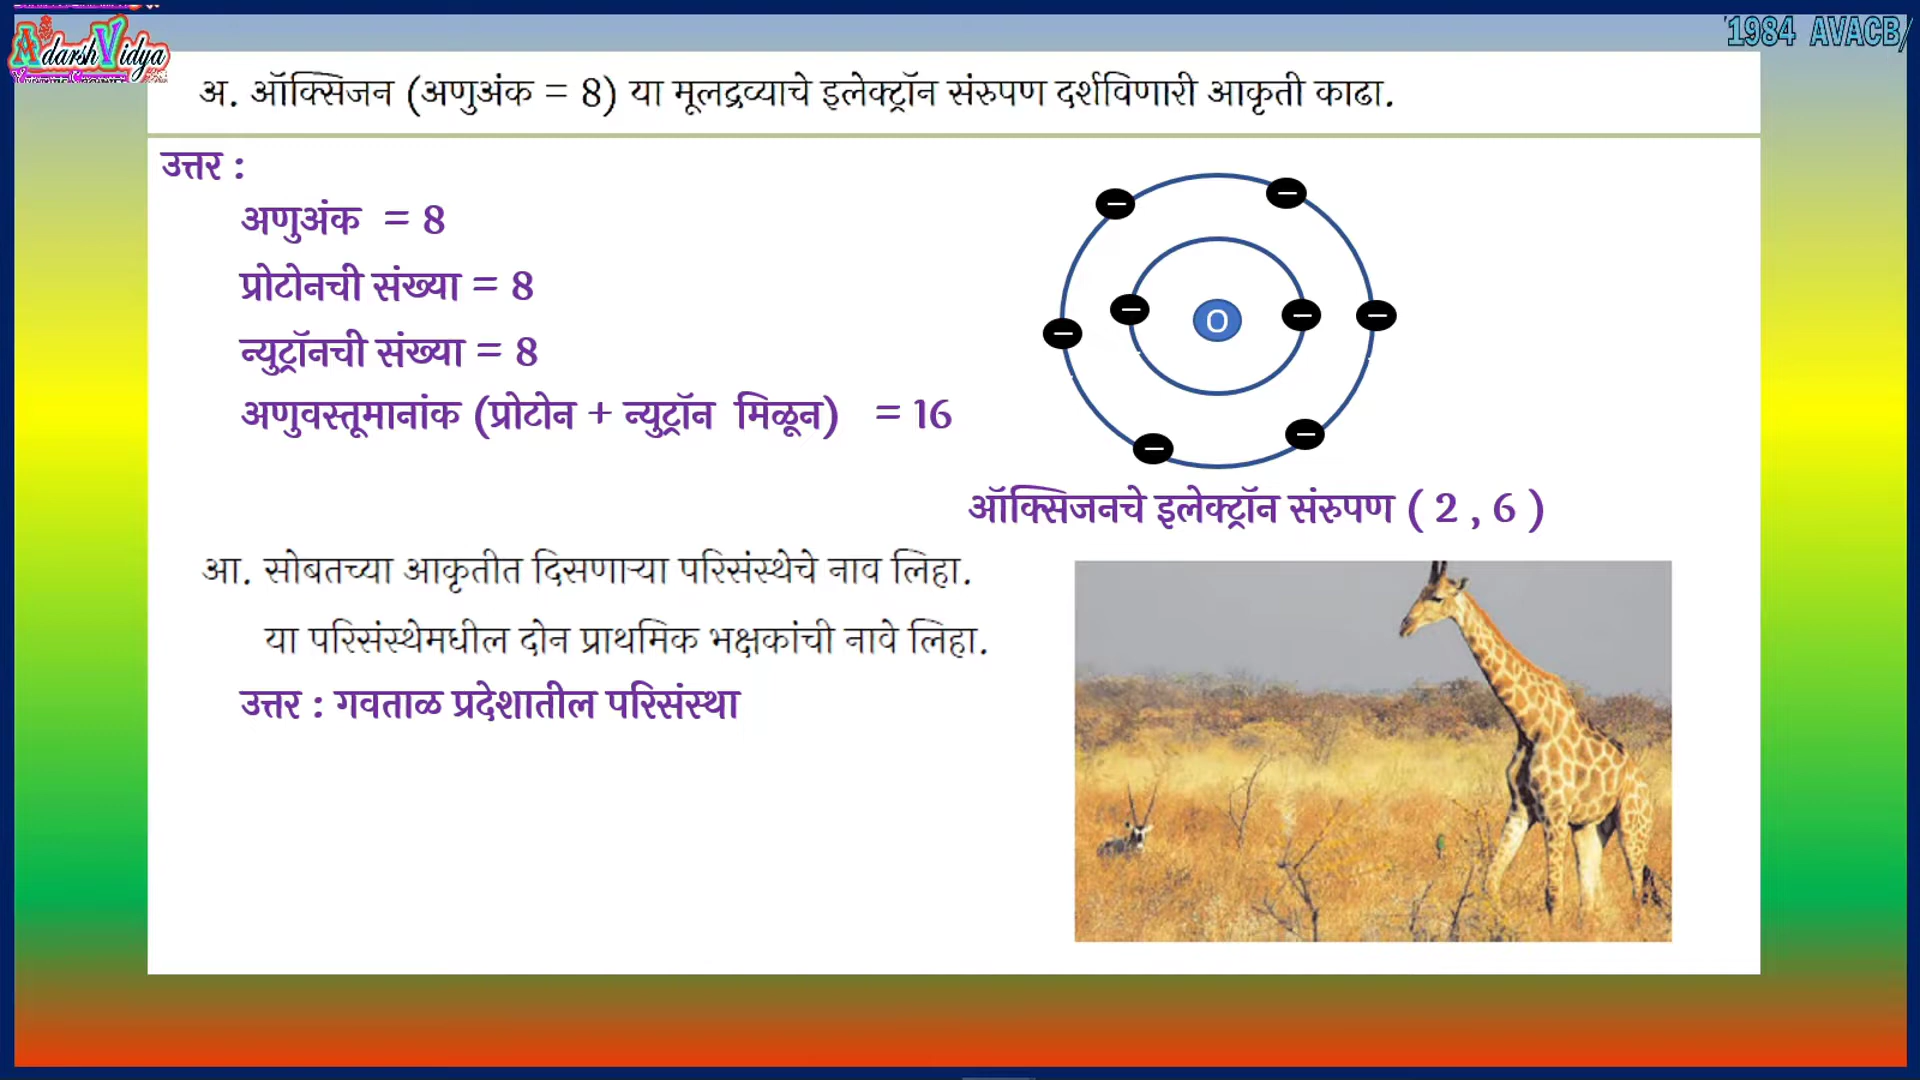 Adarsh Vidya
1984 AVACB/
अ. ऑक्सिजन (अणुअंक = 8) या मूलद्रव्याचे इलेक्ट्रॉन संरुपण दर्शविणारी आकृती काढा.
उत्तर :
अणुअंक = 8
प्रोटोनची संख्या = 8
न्युट्रॉनची संख्या = 8
अणुवस्तूमानांक (प्रोटोन + न्युट्रॉन मिळून) = 16
O
ऑक्सिजनचे इलेक्ट्रॉन संरुपण ( 2 , 6 )
आ. सोबतच्या आकृतीत दिसणाऱ्या परिसंस्थेचे नाव लिहा.
या परिसंस्थेमधील दोन प्राथमिक भक्षकांची नावे लिहा.
उत्तर : गवताळ प्रदेशातील परिसंस्था